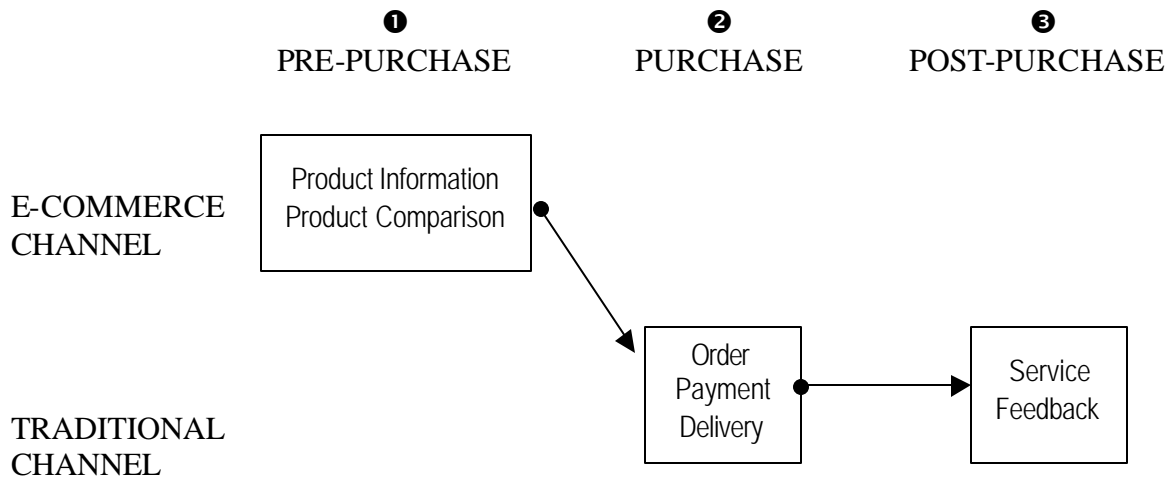 ❶ ❷ ❸
PRE-PURCHASE PURCHASE POST-PURCHASE
Product Information
Product Comparison
E-COMMERCE
CHANNEL
Order
Payment
Delivery
Service
Feedback
TRADITIONAL
CHANNEL